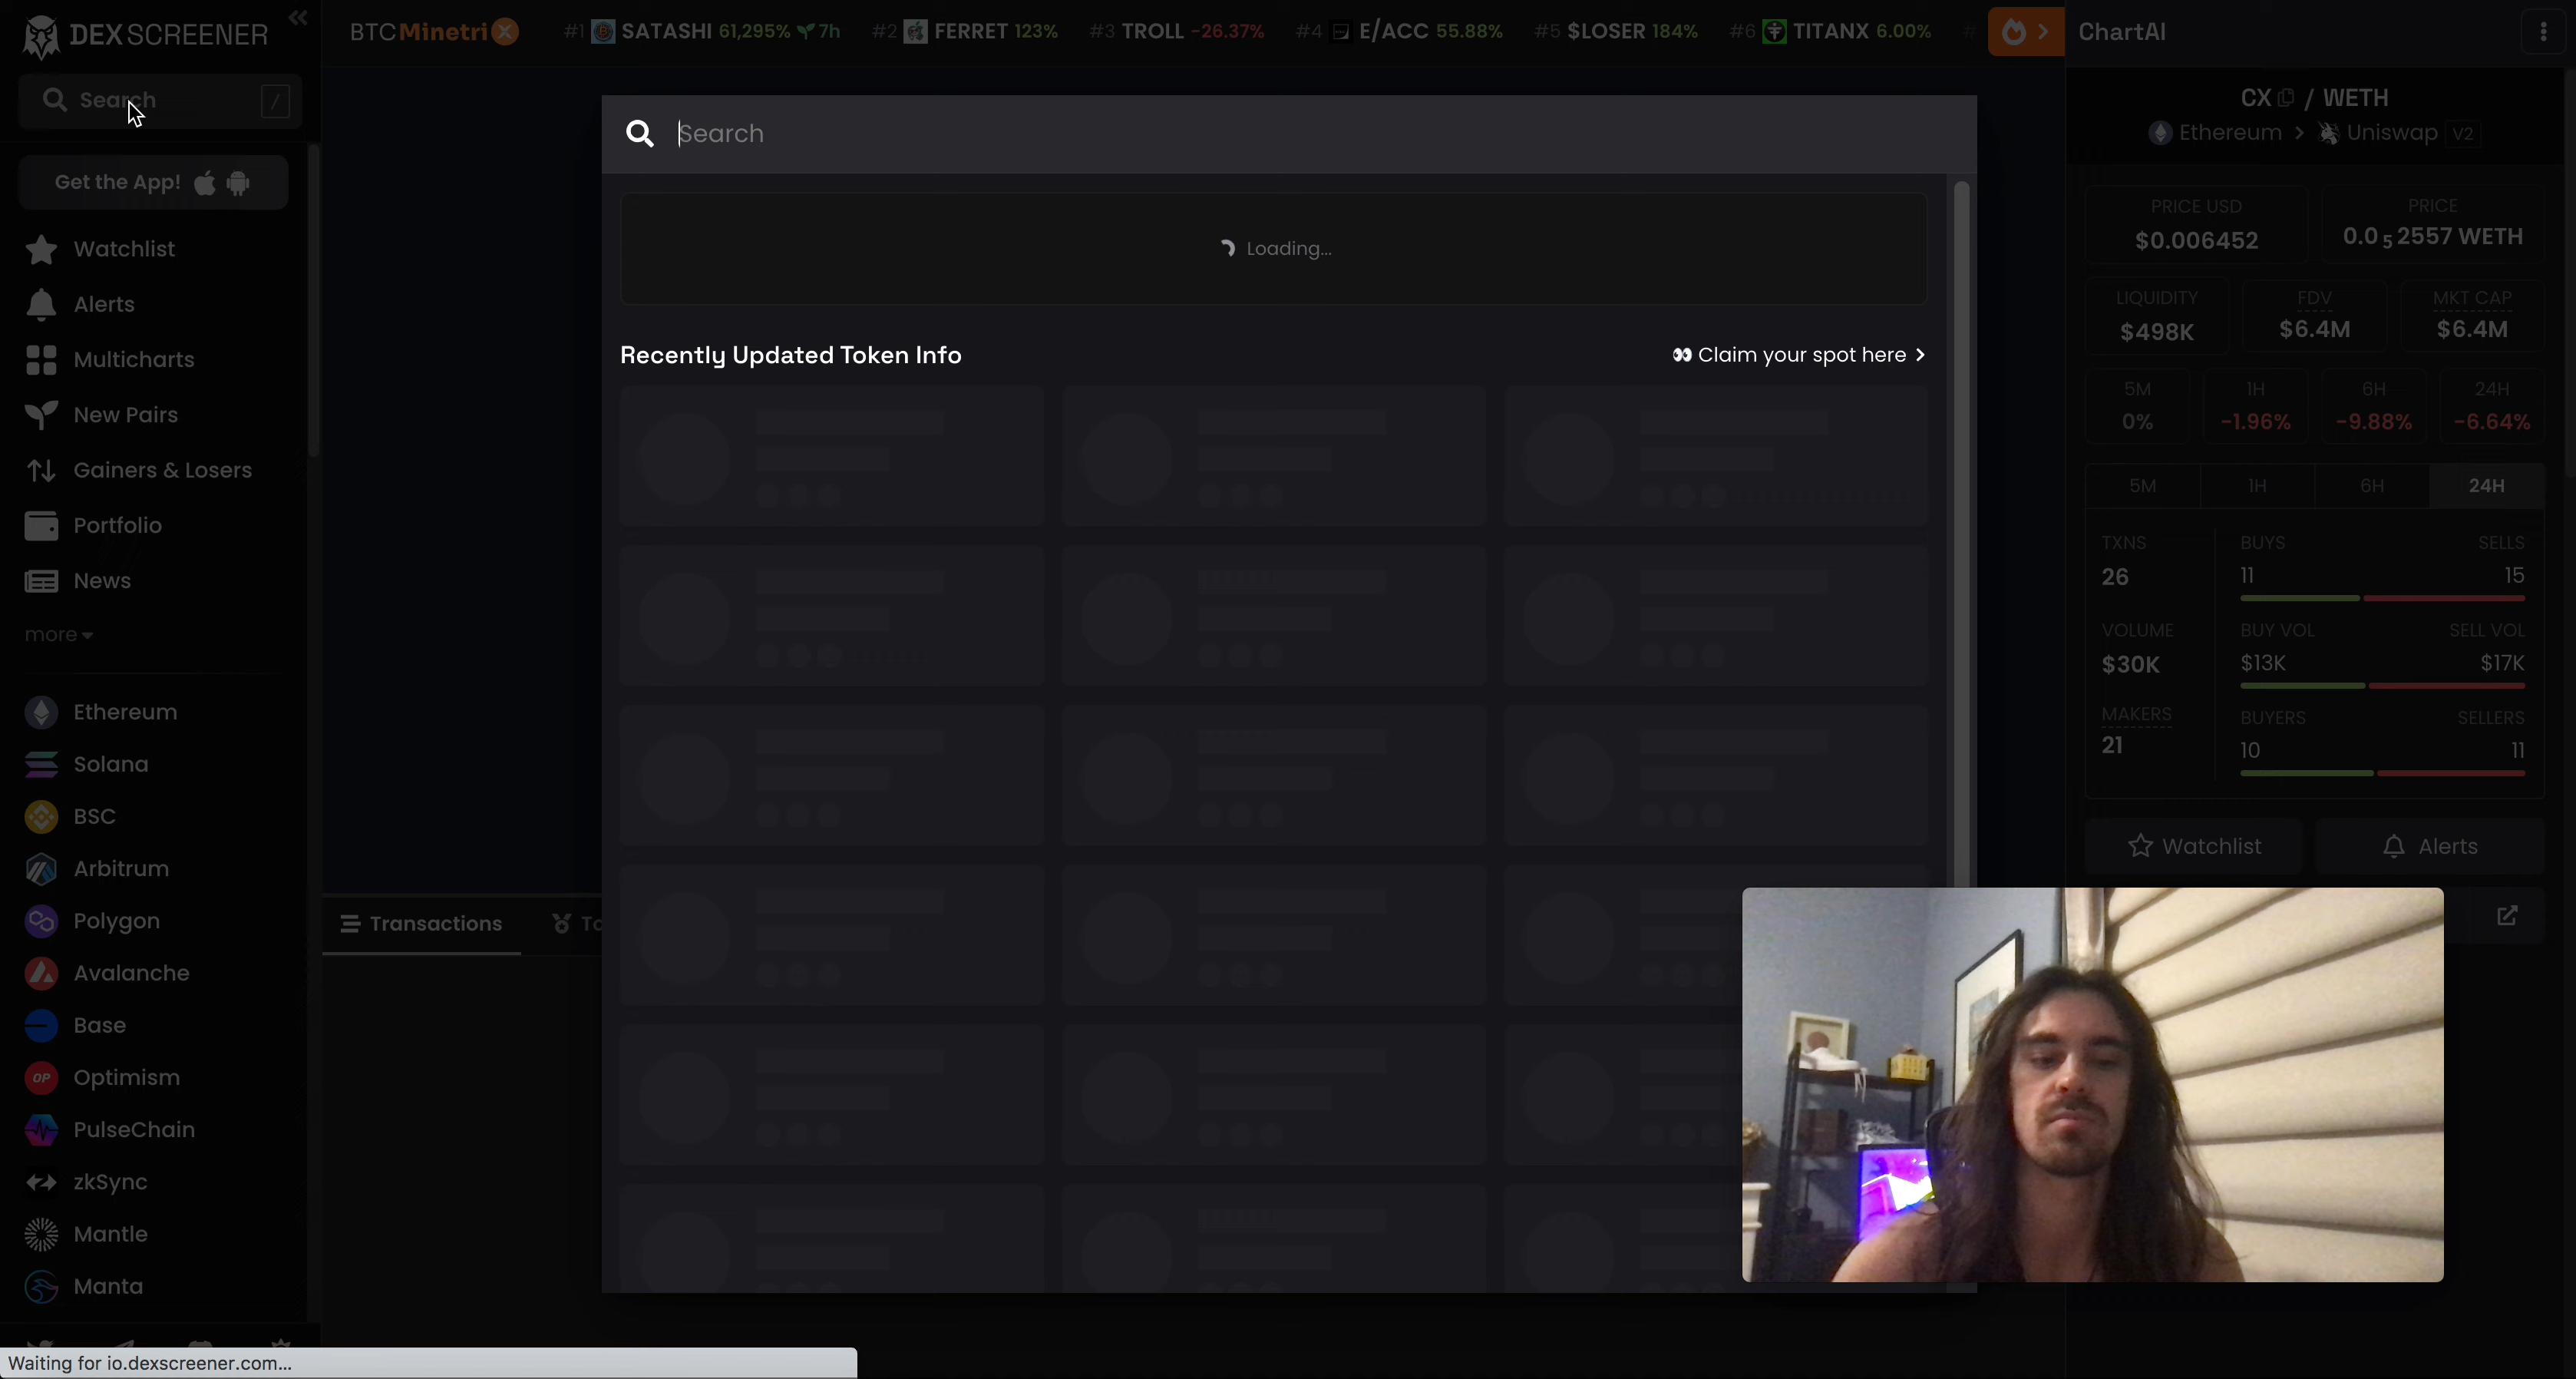 DEX SCREENER
Search /
Get the App!
Watchlist
Alerts
Multicharts
New Pairs
Gainers & Losers
Portfolio
News
more
Ethereum
Solana
BSC
Arbitrum
Polygon
Avalanche
Base
OP Optimism
PulseChain
zkSync
Mantle
Manta
Waiting for io.dexscreener.com...
BTCMinetrix #1 SATASHI 61,295% 7h #2 FERRET 123% #3 TROLL -26.37% #4 E/ACC 55.88% #5 $LOSER 184% #6 TITANX 6.00% #
Search
Loading...
Recently Updated Token Info
Claim your spot here
Transactions To
ChartAI
CX / WETH
Ethereum > Uniswap V2
PRICE USD PRICE
$0.006452 0.0₅2557 WETH
LIQUIDITY FDV MKT CAP
$498K $6.4M $6.4M
5M 1H 6H 24H
0% -1.96% -9.88% -6.64%
5M 1H 6H 24H
TXNS BUYS SELLS
26 11 15
VOLUME BUY VOL SELL VOL
$30K $13K $17K
MAKERS BUYERS SELLERS
21 10 11
Watchlist Alerts